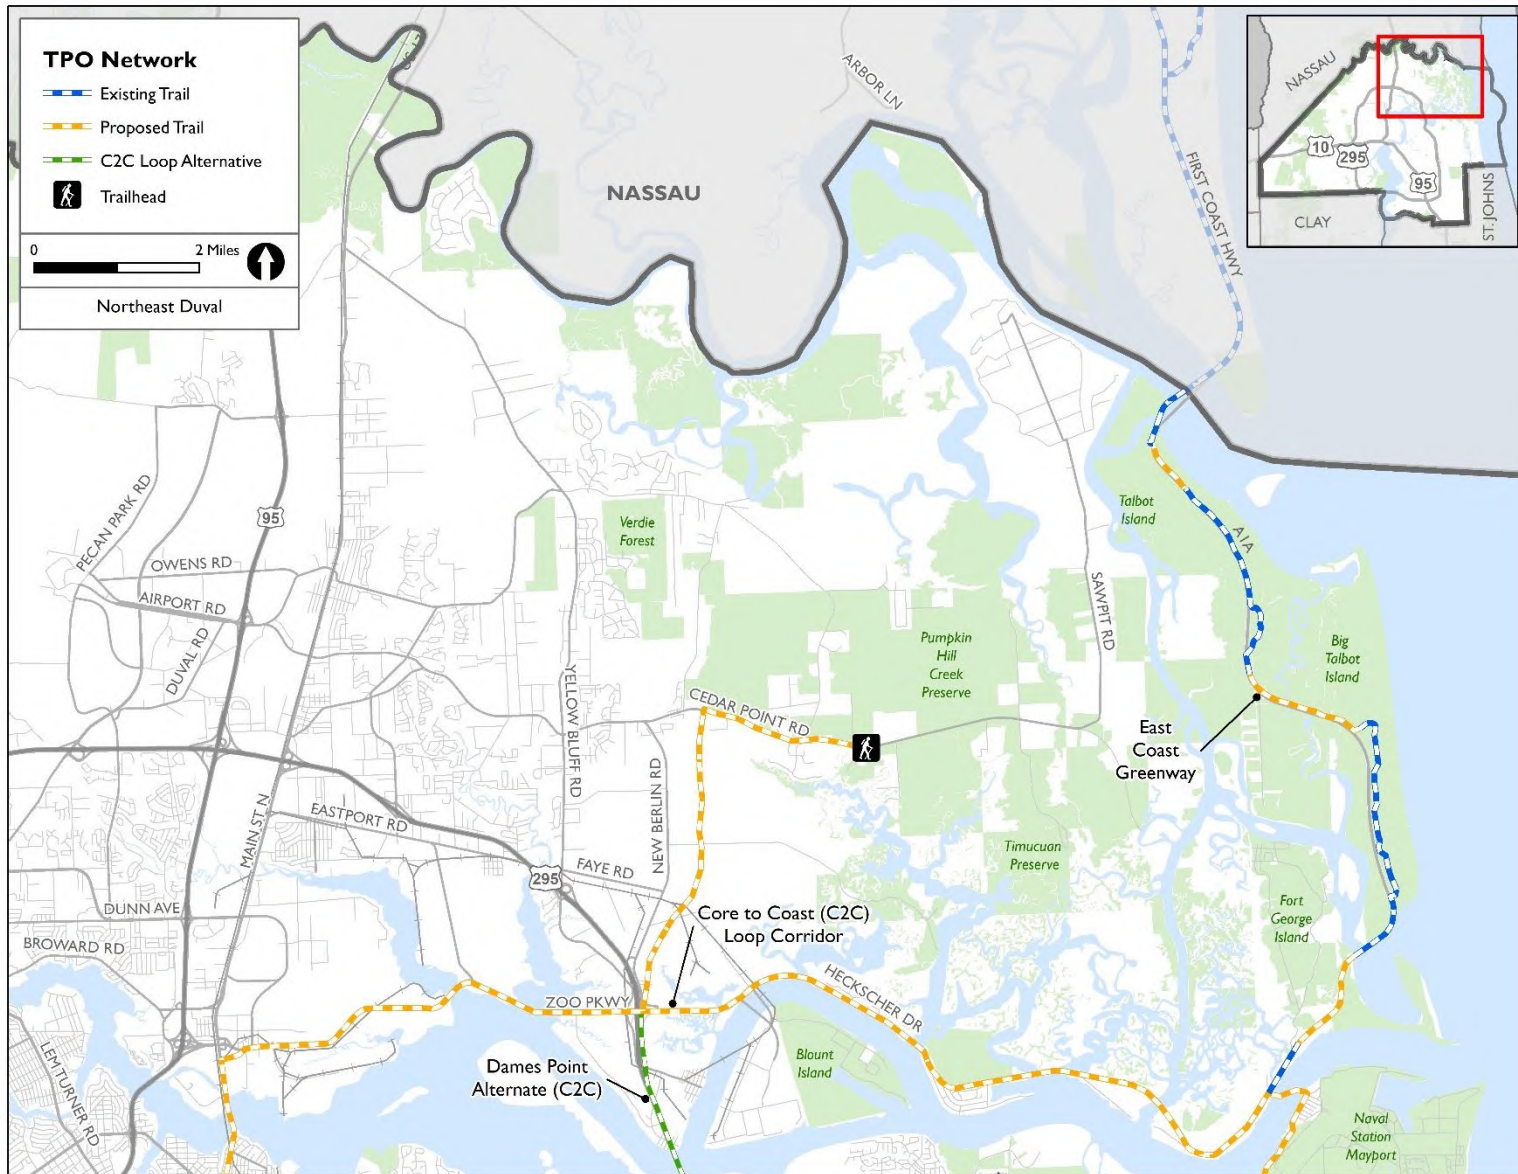 TPO Network
Existing Trail
Proposed Trail
C2C Loop Alternative
Trailhead
0
2 Miles
Northeast Duval
NASSAU
10
295
95
CLAY
ST. JOHNS
ARBOR LN
NASSAU
FIRST COAST HWY
PECAN PARK RD
95
OWENS RD
AIRPORT RD
DUVAL RD
Verdie
Forest
Talbot
Island
A1A
SAWPIT RD
YELLOW BLUFF RD
Pumpkin
Hill
Creek
Preserve
Big
Talbot
Island
CEDAR POINT RD
East
Coast
Greenway
NEW BERLIN RD
MAIN ST N
EASTPORT RD
295
FAYE RD
Timucuan
Preserve
DUNN AVE
BROWARD RD
Core to Coast (C2C)
Loop Corridor
Fort
George
Island
ZOO PKWY
HECKSCHER DR
LEM TURNER RD
Dames Point
Alternate (C2C)
Blount
Island
Naval
Station
Mayport